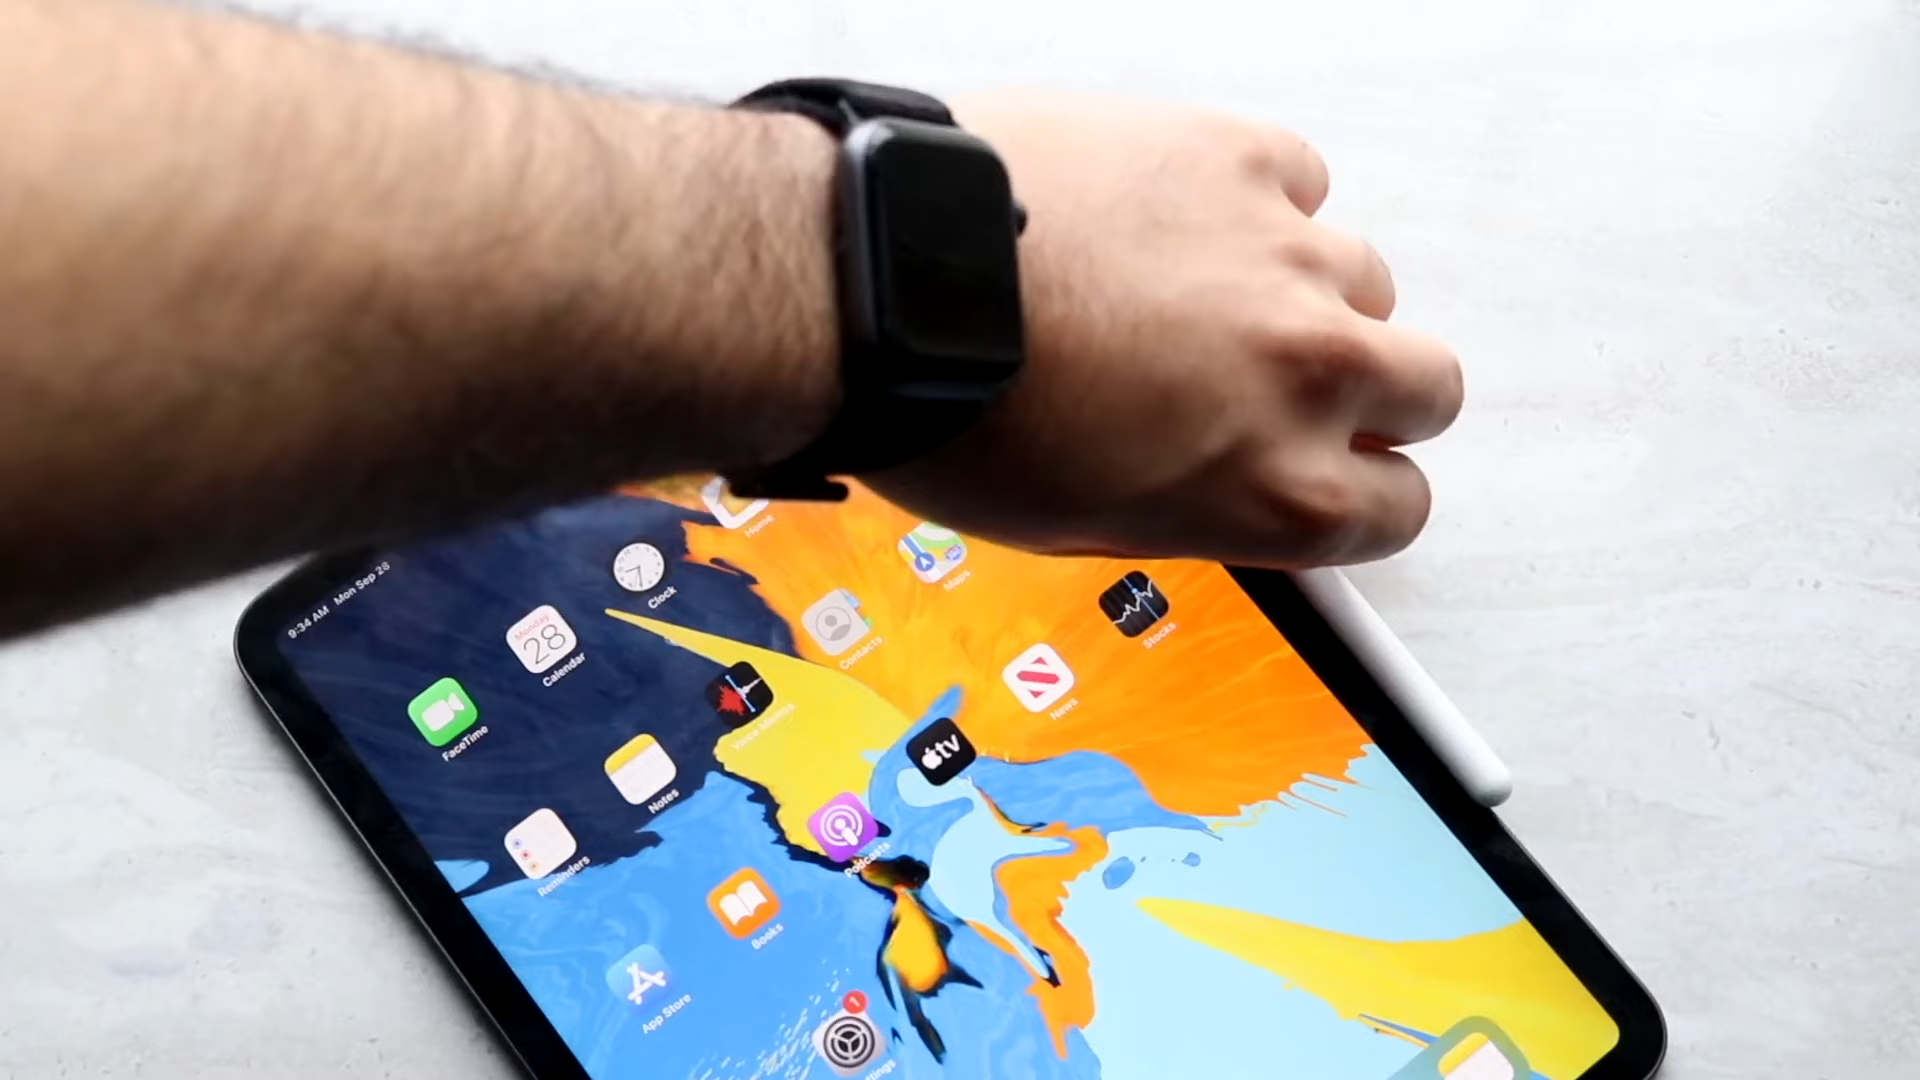 9:34 AM Mon Sep 28
Home
Clock
Maps
Monday
28
Calendar
Contacts
Stocks
FaceTime
Voice Memos
News
tv
Notes
Reminders
Podcasts
Books
App Store
1